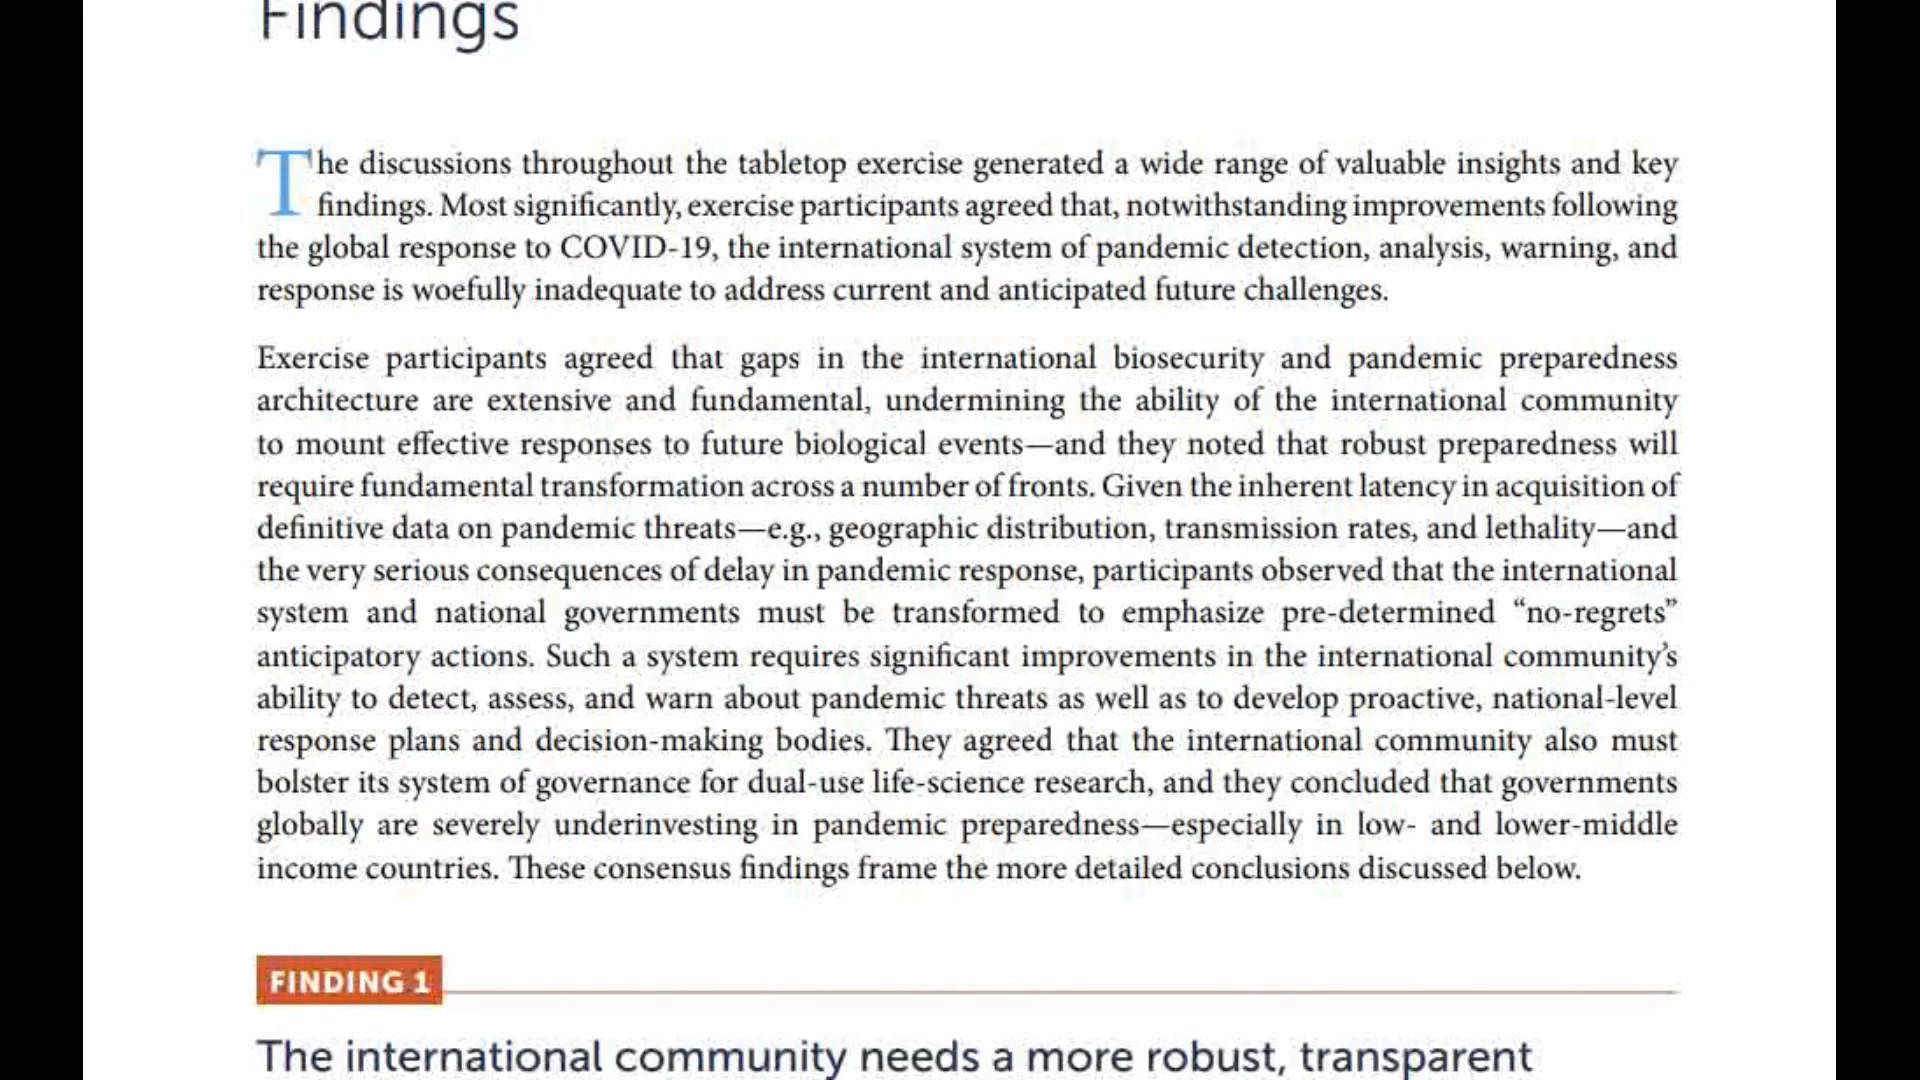 Findings
The discussions throughout the tabletop exercise generated a wide range of valuable insights and key
findings. Most significantly, exercise participants agreed that, notwithstanding improvements following
the global response to COVID-19, the international system of pandemic detection, analysis, warning, and
response is woefully inadequate to address current and anticipated future challenges.
Exercise participants agreed that gaps in the international biosecurity and pandemic preparedness
architecture are extensive and fundamental, undermining the ability of the international community
to mount effective responses to future biological events—and they noted that robust preparedness will
require fundamental transformation across a number of fronts. Given the inherent latency in acquisition of
definitive data on pandemic threats—e.g., geographic distribution, transmission rates, and lethality—and
the very serious consequences of delay in pandemic response, participants observed that the international
system and national governments must be transformed to emphasize pre-determined “no-regrets”
anticipatory actions. Such a system requires significant improvements in the international community’s
ability to detect, assess, and warn about pandemic threats as well as to develop proactive, national-level
response plans and decision-making bodies. They agreed that the international community also must
bolster its system of governance for dual-use life-science research, and they concluded that governments
globally are severely underinvesting in pandemic preparedness—especially in low- and lower-middle
income countries. These consensus findings frame the more detailed conclusions discussed below.
FINDING 1
The international community needs a more robust, transparent